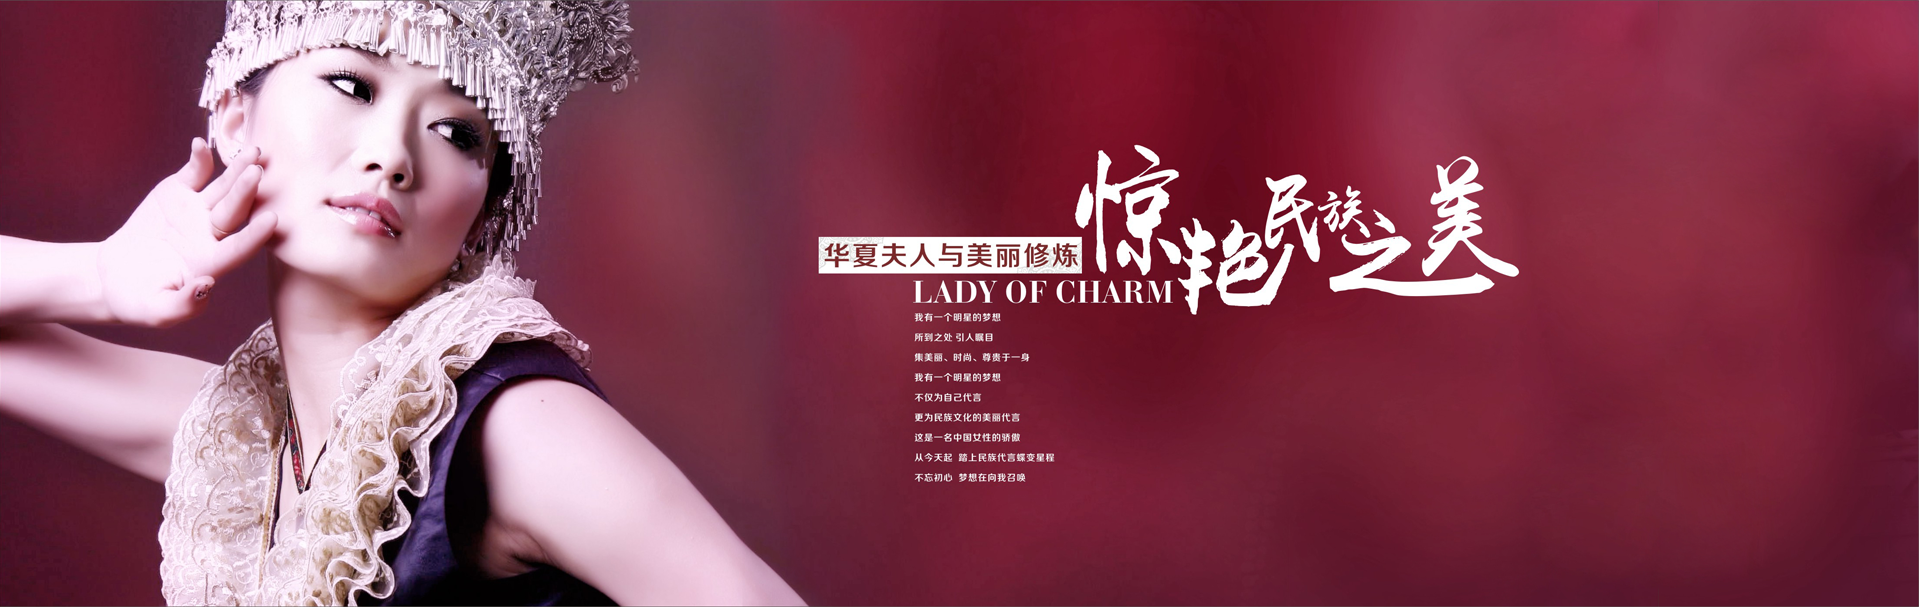 惊艳民族之美
华夏夫人与美丽修炼
LADY OF CHARM
我有一个明星的梦想
所到之处 引人瞩目
集美丽、时尚、尊贵于一身
我有一个明星的梦想
不仅为自己代言
更为民族文化的美丽代言
这是一名中国女性的骄傲
从今天起 踏上民族代言蝶变星程
不忘初心 梦想在向我召唤